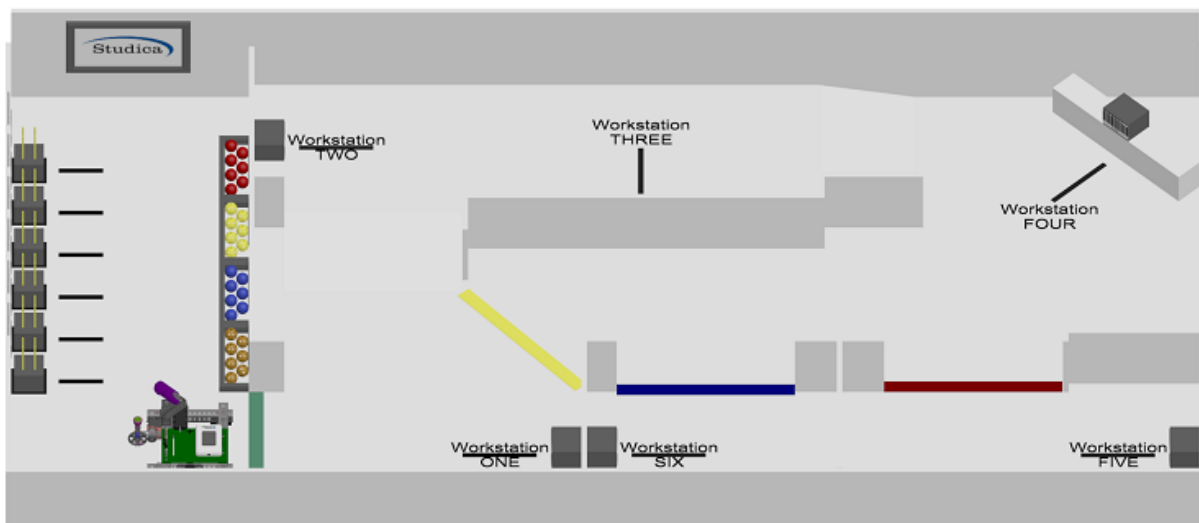 Studica
Workstation
TWO
Workstation
THREE
Workstation
FOUR
Workstation
ONE
Workstation
SIX
Workstation
FIVE